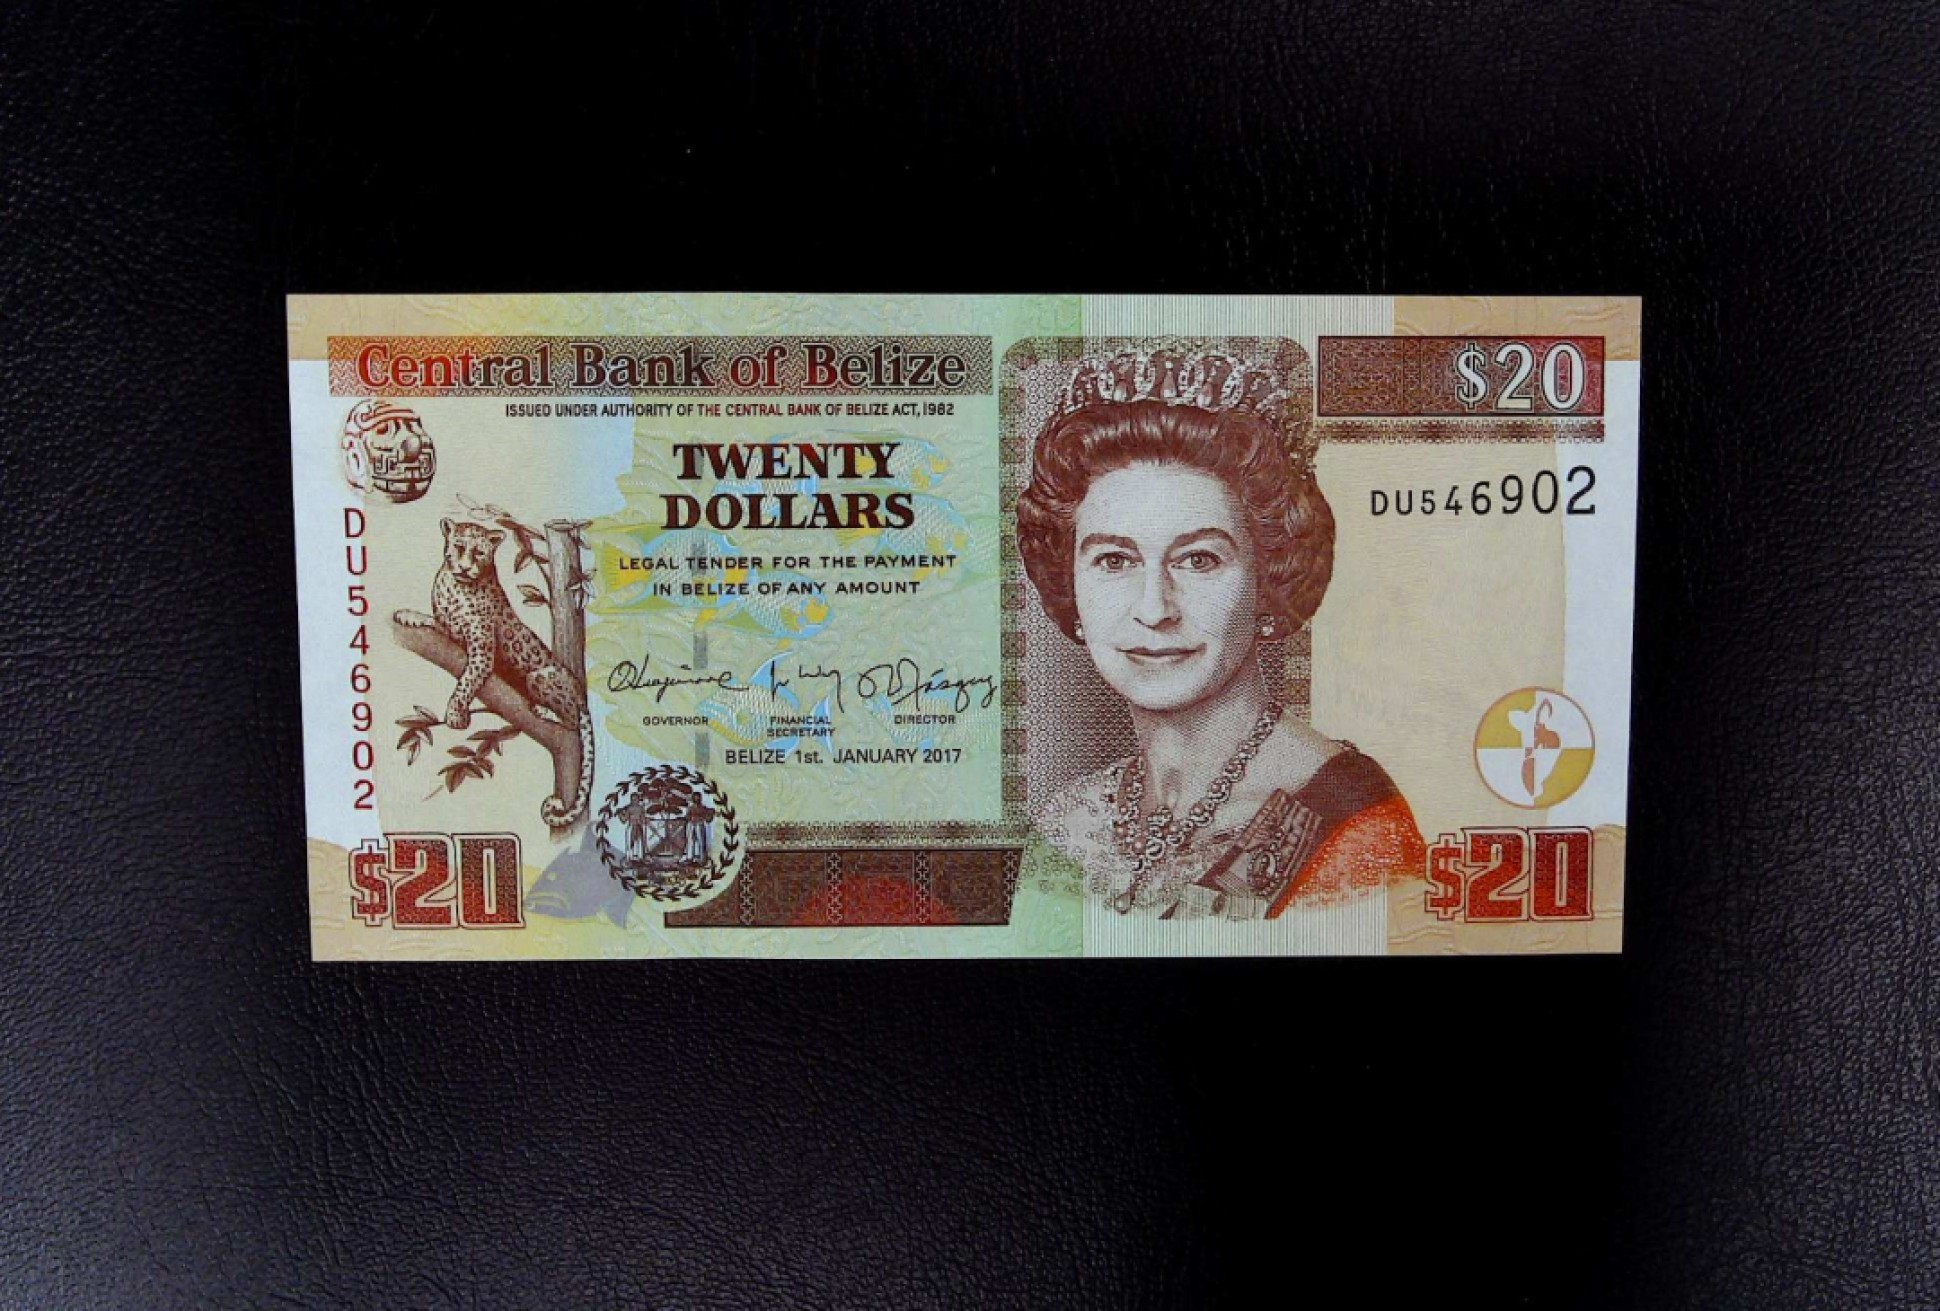 Central Bank of Belize
$20
ISSUED UNDER AUTHORITY OF THE CENTRAL BANK OF BELIZE ACT, 1982
TWENTY
DOLLARS
DU546902
DU546902
LEGAL TENDER FOR THE PAYMENT
IN BELIZE OF ANY AMOUNT
GOVERNOR
FINANCIAL
SECRETARY
DIRECTOR
BELIZE 1st. JANUARY 2017
$20
$20